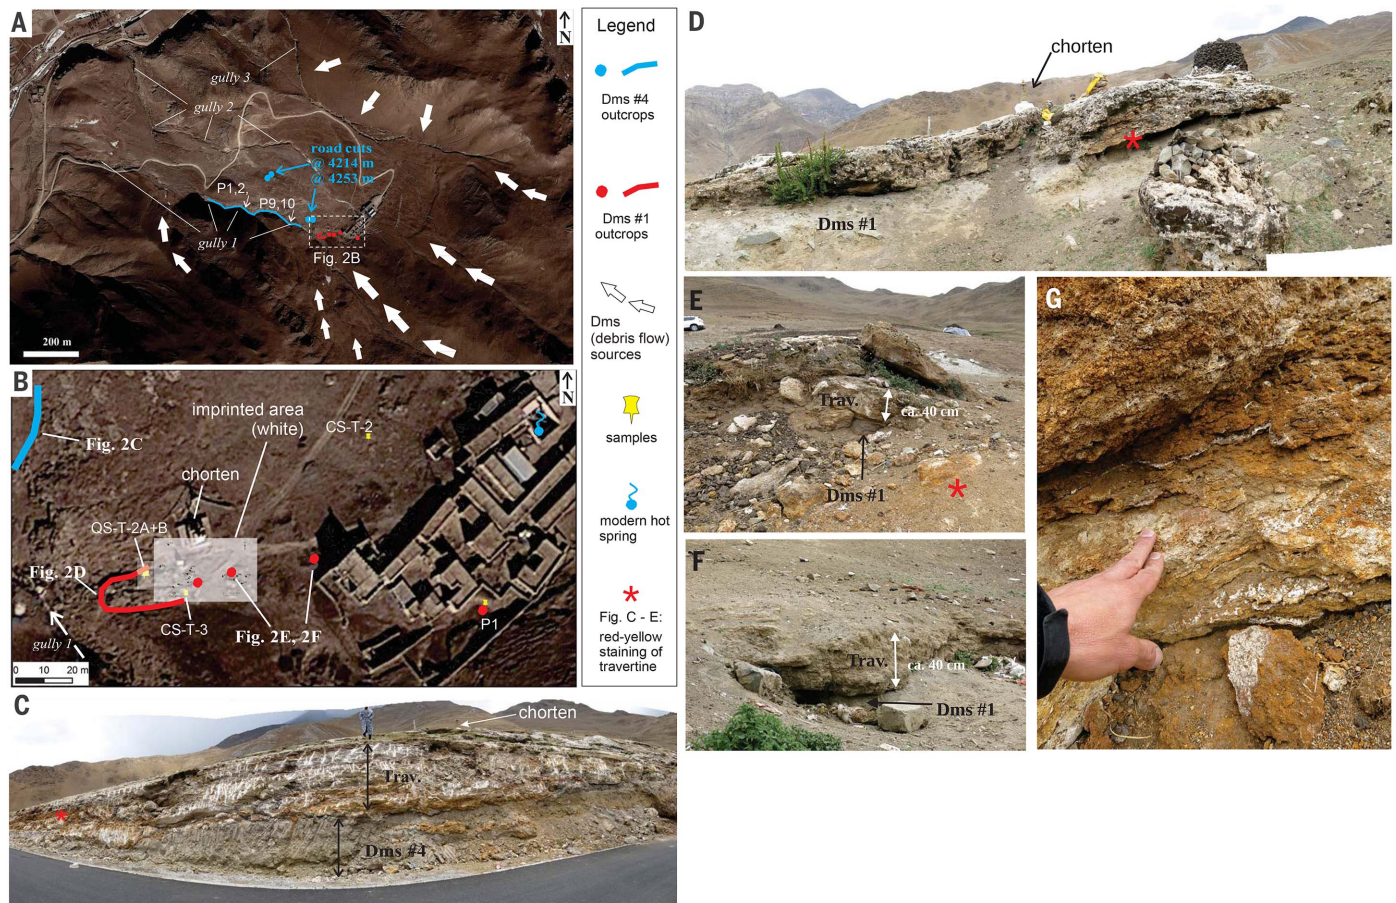 A
N
gully 3
gully 2
road cuts
@ 4214 m
@ 4253 m
P1,2,
P9,10
gully 1
Fig. 2B
200 m
B
N
imprinted area
(white)
CS-T-2
Fig. 2C
chorten
QS-T-2A+B
Fig. 2D
CS-T-3
Fig. 2E, 2F
P1
gully 1
0 10 20 m
C
chorten
Trav.
Dms #4
*
Legend
Dms #4
outcrops
Dms #1
outcrops
Dms
(debris flow)
sources
samples
modern hot
spring
*
Fig. C - E:
red-yellow
staining of
travertine
D
chorten
*
Dms #1
E
Trav.
ca. 40 cm
Dms #1
*
F
Trav.
ca. 40 cm
Dms #1
G